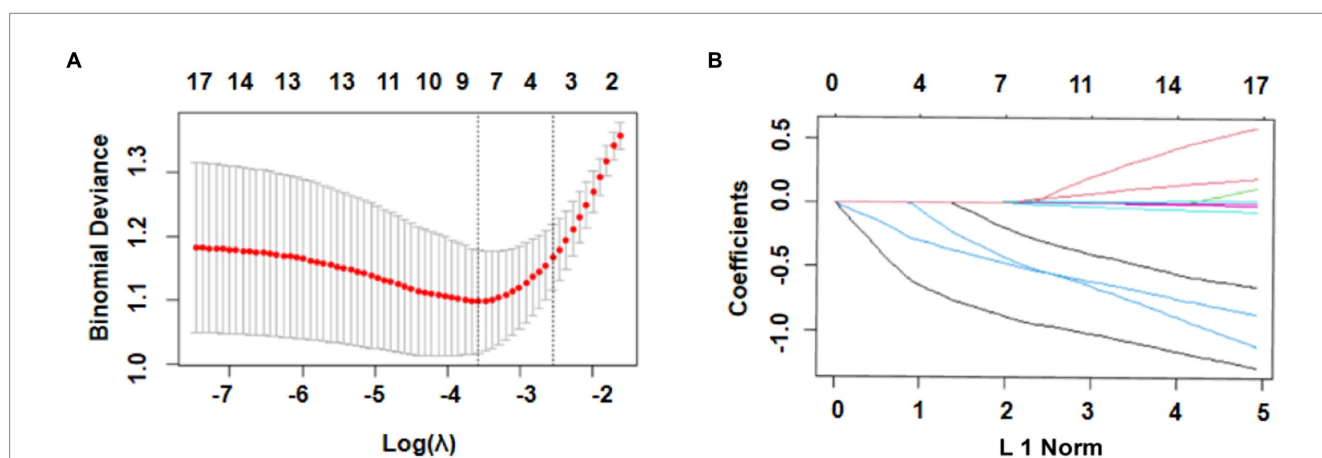 A
17 14 13 13 11 10 9 7 4 3 2
Binomial Deviance
1.3
1.2
1.1
1.0
-7 -6 -5 -4 -3 -2
Log(λ)
B
0 4 7 11 14 17
Coefficients
0.5
0.0
-0.5
-1.0
0 1 2 3 4 5
L 1 Norm